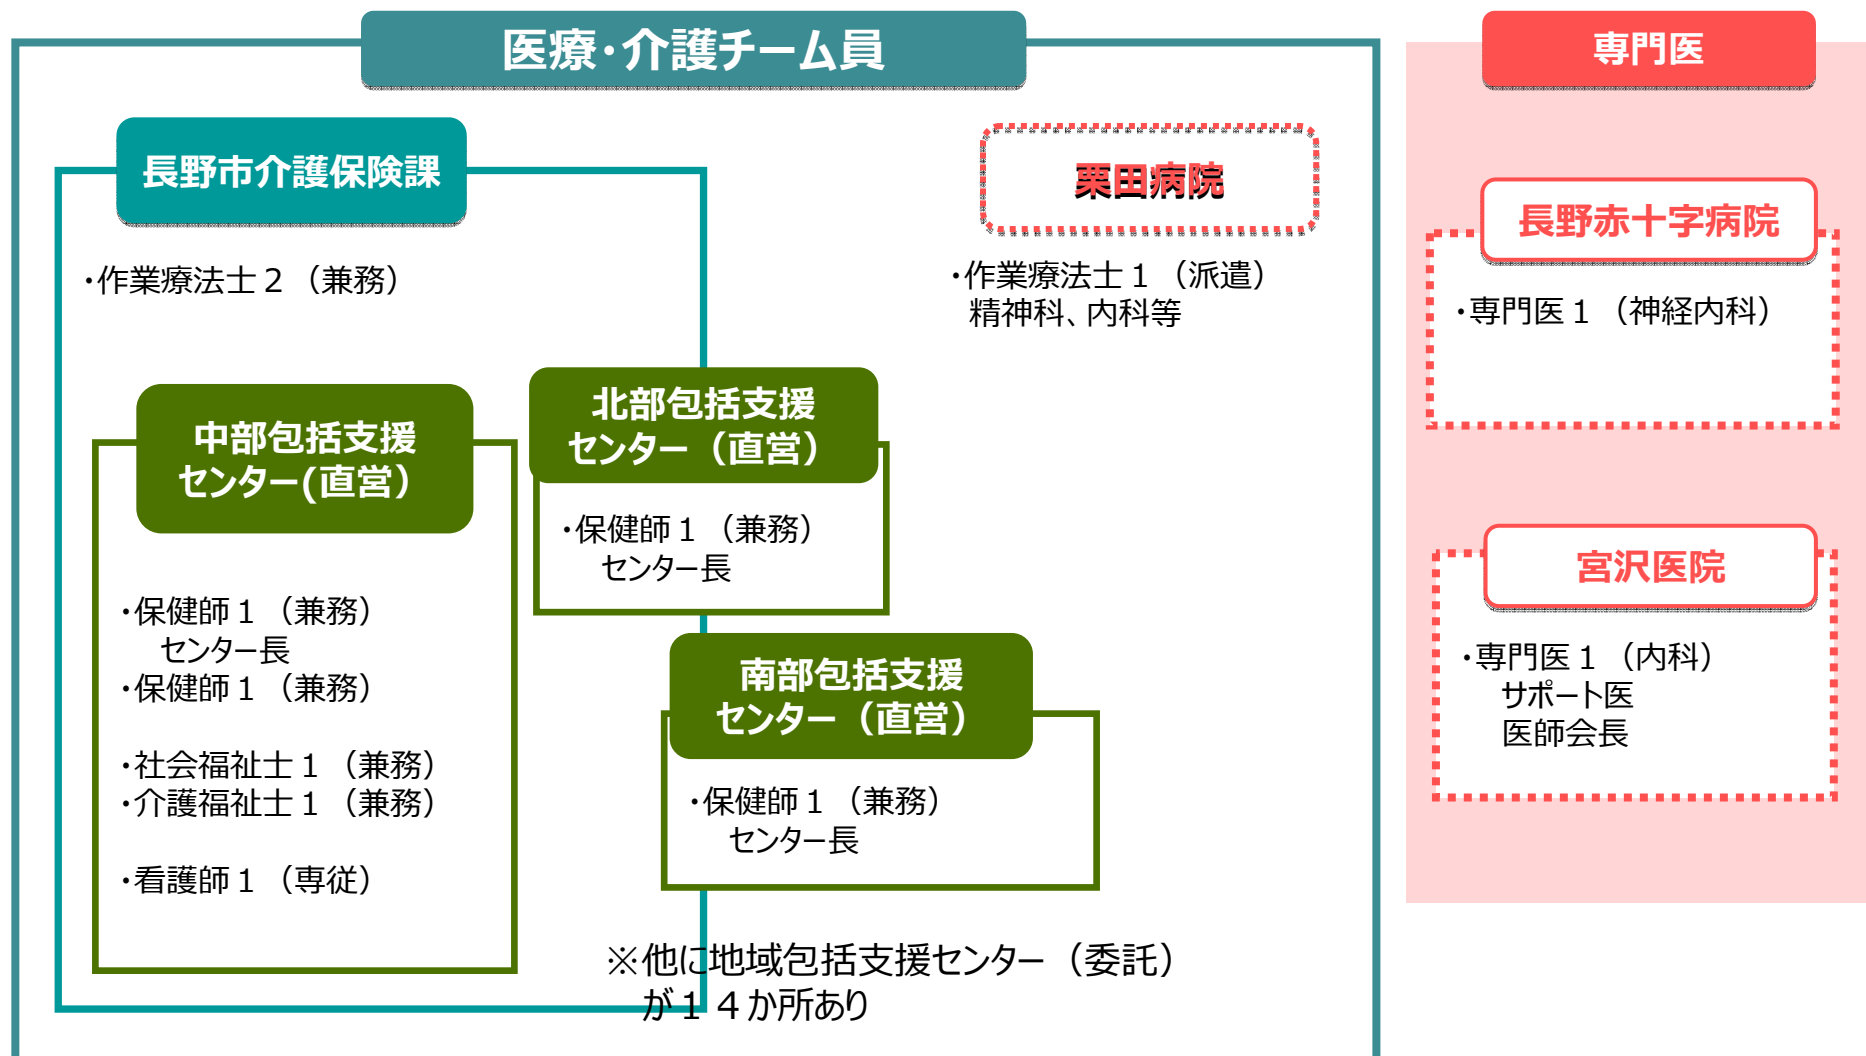 医療・介護チーム員
長野市介護保険課
・作業療法士２（兼務）
中部包括支援
センター(直営）
・保健師１（兼務）
センター長
・保健師１（兼務）
・社会福祉士１（兼務）
・介護福祉士１（兼務）
・看護師１（専従）
北部包括支援
センター（直営）
・保健師１（兼務）
センター長
南部包括支援
センター（直営）
・保健師１（兼務）
センター長
※他に地域包括支援センター（委託）
が１４か所あり
栗田病院
・作業療法士１（派遣）
精神科、内科等
専門医
長野赤十字病院
・専門医１（神経内科）
宮沢医院
・専門医１（内科）
サポート医
医師会長